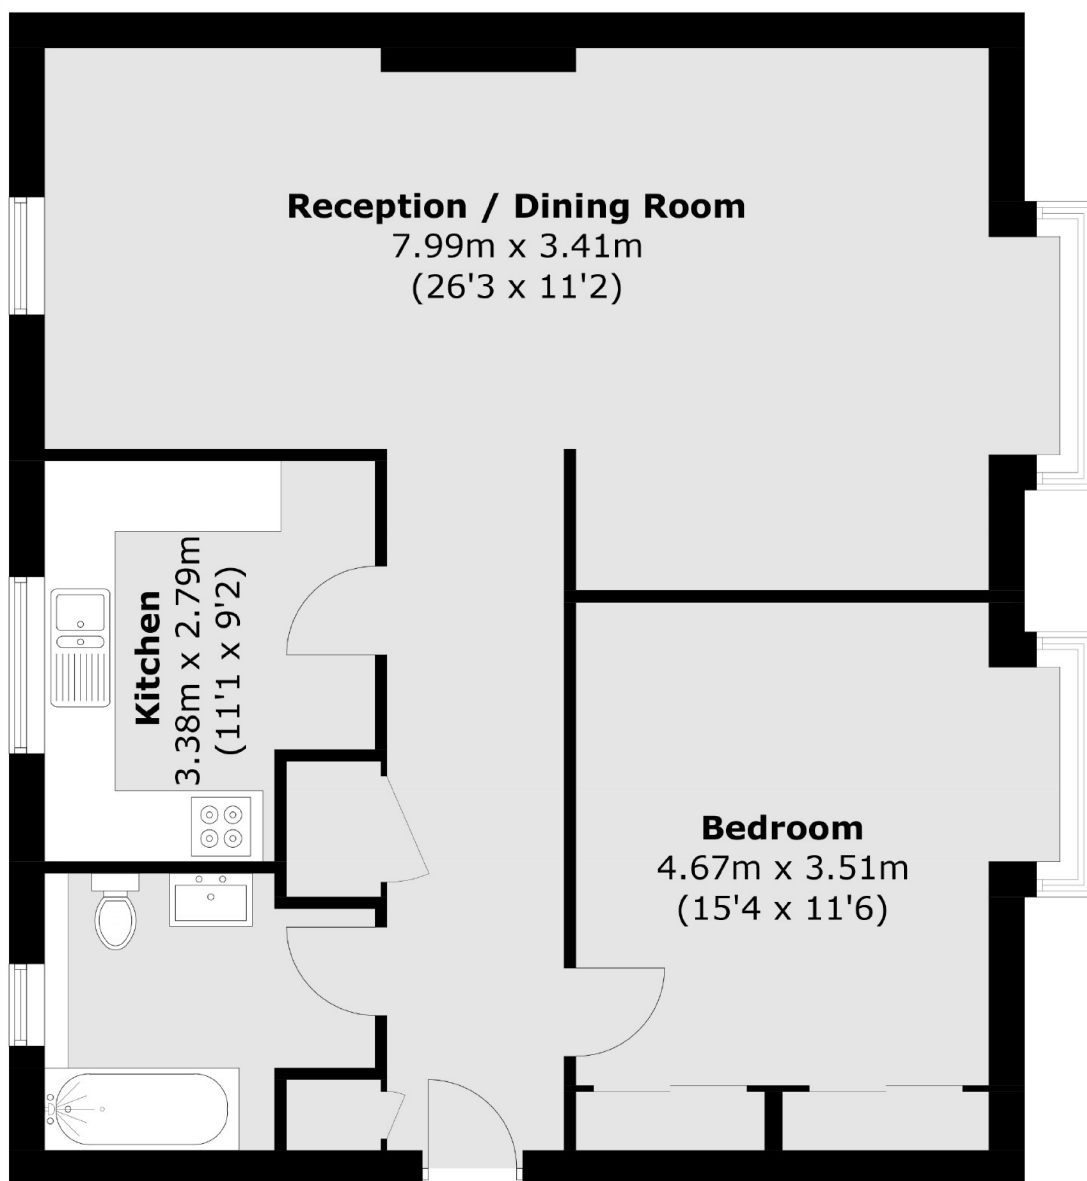 Reception / Dining Room
7.99m x 3.41m
(26'3 x 11'2)
Kitchen
3.38m x 2.79m
(11'1 x 9'2)
Bedroom
4.67m x 3.51m
(15'4 x 11'6)